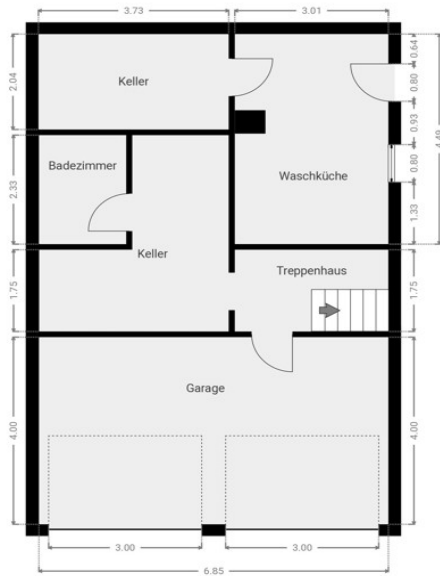 3.73
3.01
2.04
Keller
0.64
0.80
0.93
4.49
2.33
Badezimmer
Waschküche
0.80
1.33
Keller
Treppenhaus
1.75
1.75
Garage
4.00
4.00
3.00
3.00
6.85